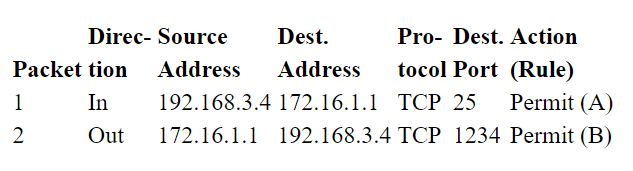 Direc- Source Dest. Pro- Dest. Action
Packet tion Address Address tocol Port (Rule)
1 In 192.168.3.4 172.16.1.1 TCP 25 Permit (A)
2 Out 172.16.1.1 192.168.3.4 TCP 1234 Permit (B)